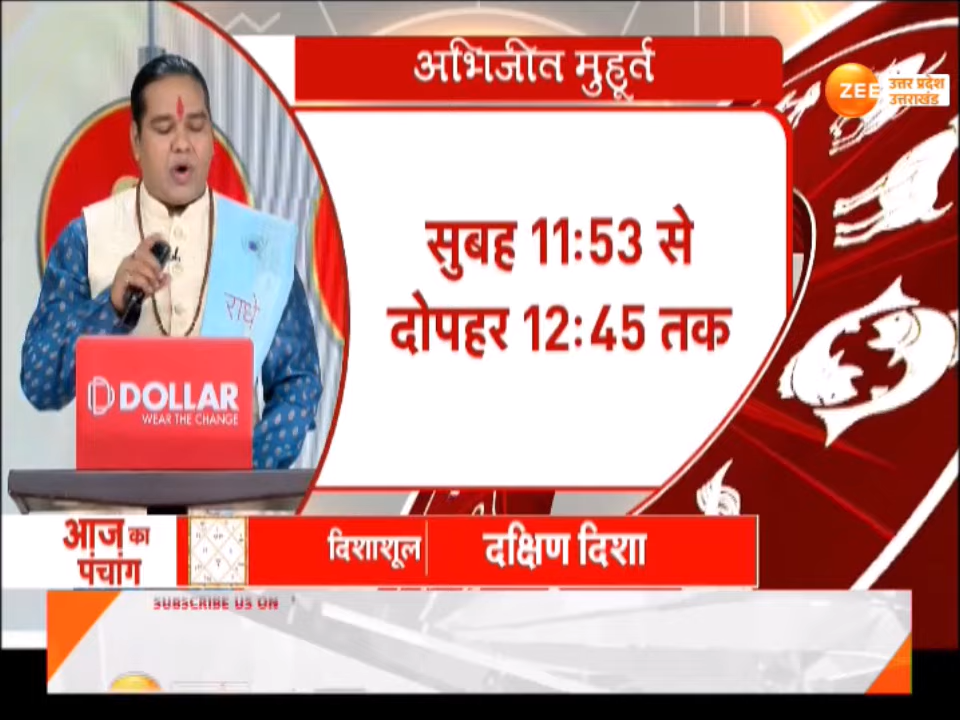 अभिजीत मुहूर्त
ZEE उत्तर प्रदेश
उत्तराखंड
सुबह 11:53 से
दोपहर 12:45 तक
राधे
DOLLAR
WEAR THE CHANGE
आज का
पंचांग
दिशाशूल
दक्षिण दिशा
SUBSCRIBE US ON